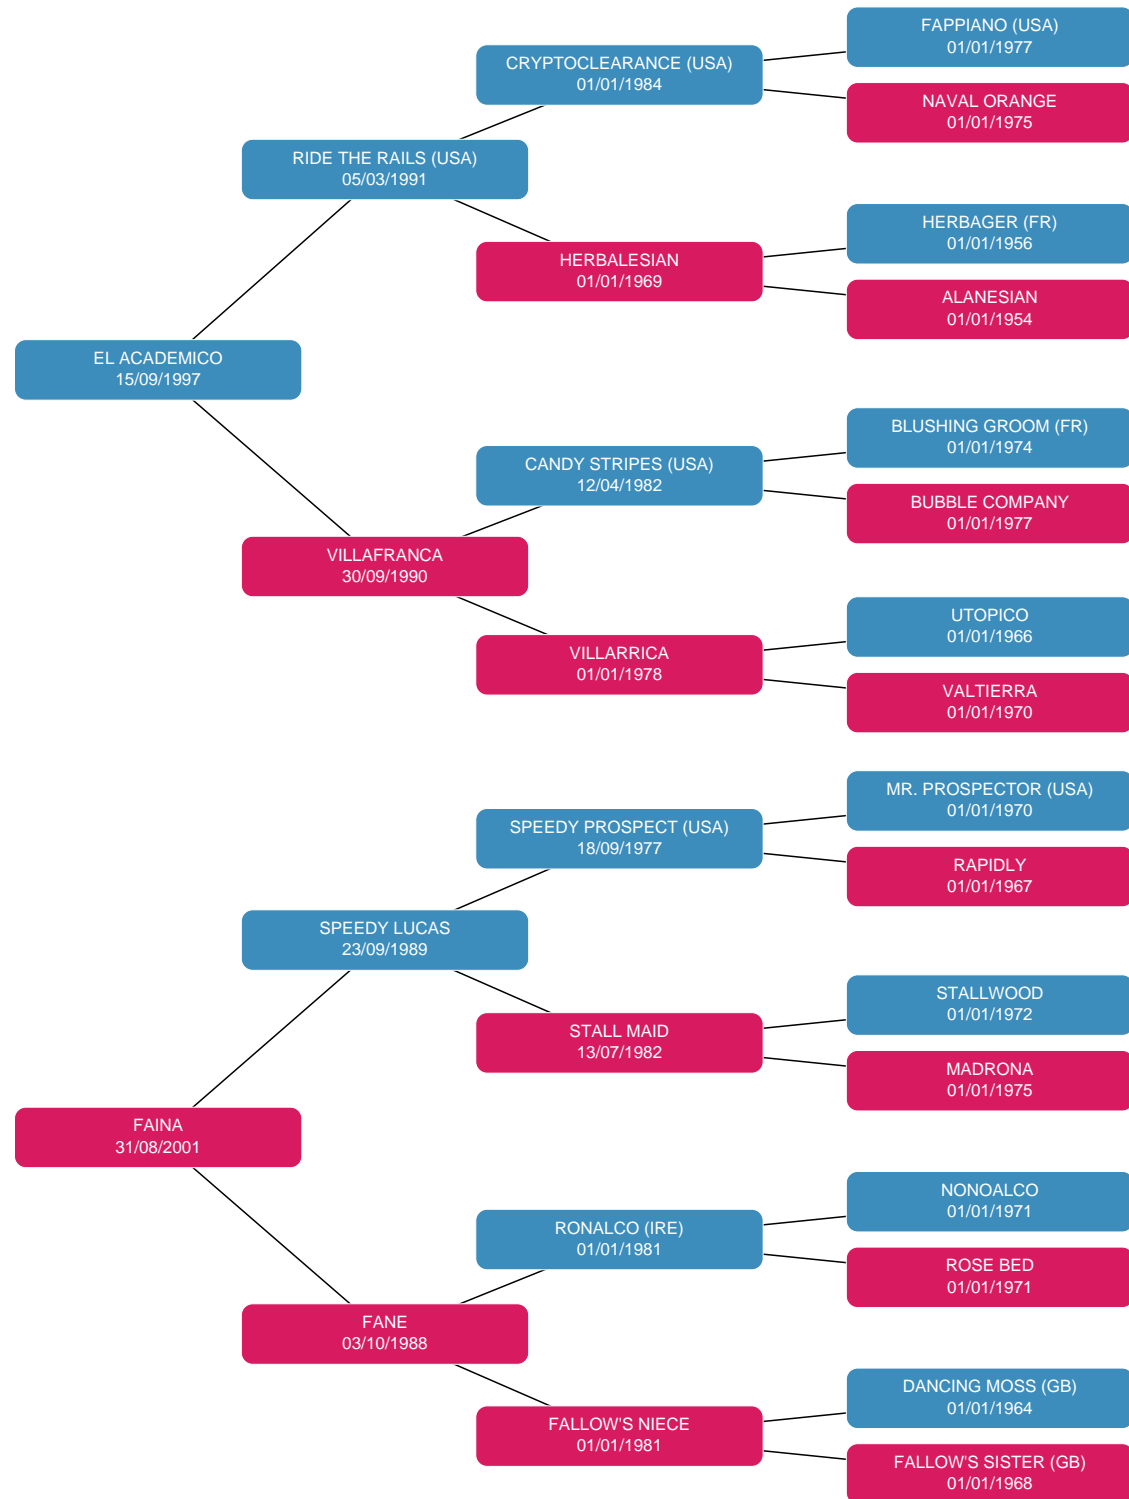 FAPPIANO (USA)
01/01/1977
CRYPTOCLEARANCE (USA)
01/01/1984
NAVAL ORANGE
01/01/1975
RIDE THE RAILS (USA)
05/03/1991
HERBAGER (FR)
01/01/1956
HERBALESIAN
01/01/1969
ALANESIAN
01/01/1954
EL ACADEMICO
15/09/1997
BLUSHING GROOM (FR)
01/01/1974
CANDY STRIPES (USA)
12/04/1982
BUBBLE COMPANY
01/01/1977
VILLAFRANCA
30/09/1990
UTOPICO
01/01/1966
VILLARRICA
01/01/1978
VALTIERRA
01/01/1970
MR. PROSPECTOR (USA)
01/01/1970
SPEEDY PROSPECT (USA)
18/09/1977
RAPIDLY
01/01/1967
SPEEDY LUCAS
23/09/1989
STALLWOOD
01/01/1972
STALL MAID
13/07/1982
MADRONA
01/01/1975
FAINA
31/08/2001
NONOALCO
01/01/1971
RONALCO (IRE)
01/01/1981
ROSE BED
01/01/1971
FANE
03/10/1988
DANCING MOSS (GB)
01/01/1964
FALLOW'S NIECE
01/01/1981
FALLOW'S SISTER (GB)
01/01/1968